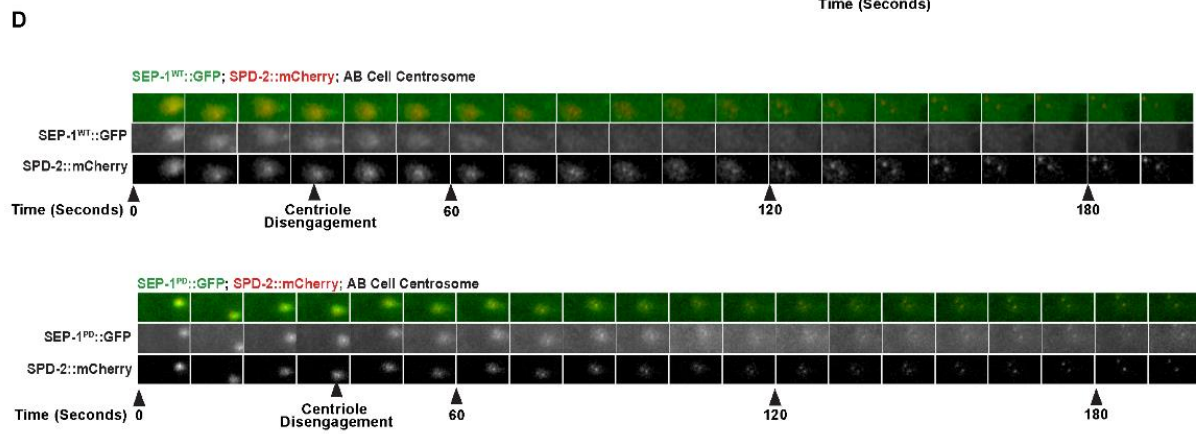 Time (Seconds)
D
SEP-1ᵂᵀ::GFP; SPD-2::mCherry; AB Cell Centrosome
SEP-1ᵂᵀ::GFP
SPD-2::mCherry
Time (Seconds) 0 Centriole Disengagement 60 120 180
SEP-1ᴾᴰ::GFP; SPD-2::mCherry; AB Cell Centrosome
SEP-1ᴾᴰ::GFP
SPD-2::mCherry
Time (Seconds) 0 Centriole Disengagement 60 120 180